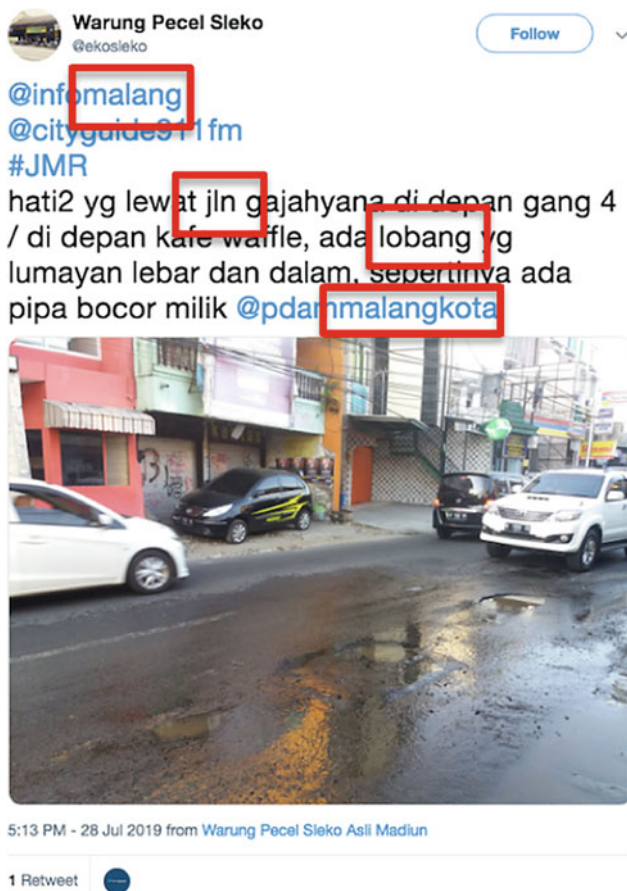 Warung Pecel Sleko
@ekosleko
Follow
@infomalang
@cityguide911fm
#JMR
hati2 yg lewat jln gajahyana di depan gang 4
/ di depan kafe waffle, ada lobang yg
lumayan lebar dan dalam, sepertinya ada
pipa bocor milik @pdammalangkota
5:13 PM - 28 Jul 2019 from Warung Pecel Sleko Asli Madiun
1 Retweet